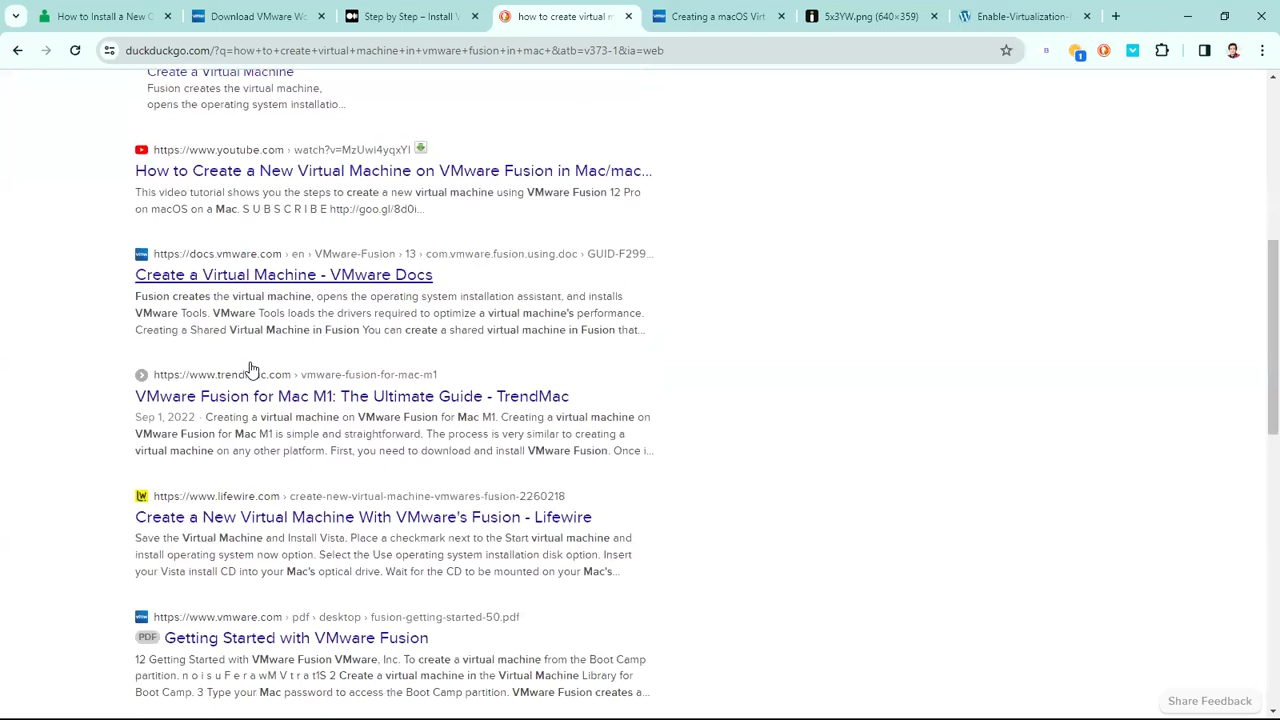 How to Install a New C
Download VMware Wo
Step by Step – Install V
how to create virtual m
Creating a macOS Virt
5x3YW.png (640×359)
Enable-Virtualization-
duckduckgo.com/?q=how+to+create+virtual+machine+in+vmware+fusion+in+mac+&atb=v373-1&ia=web
B
1
Create a Virtual Machine
Fusion creates the virtual machine,
opens the operating system installatio...
https://www.youtube.com › watch?v=MzUwi4yqxYI
How to Create a New Virtual Machine on VMware Fusion in Mac/mac...
This video tutorial shows you the steps to create a new virtual machine using VMware Fusion 12 Pro
on macOS on a Mac. S U B S C R I B E http://goo.gl/8d0i...
vmw https://docs.vmware.com › en › VMware-Fusion › 13 › com.vmware.fusion.using.doc › GUID-F299...
Create a Virtual Machine - VMware Docs
Fusion creates the virtual machine, opens the operating system installation assistant, and installs
VMware Tools. VMware Tools loads the drivers required to optimize a virtual machine's performance.
Creating a Shared Virtual Machine in Fusion You can create a shared virtual machine in Fusion that...
https://www.trend c.com › vmware-fusion-for-mac-m1
VMware Fusion for Mac M1: The Ultimate Guide - TrendMac
Sep 1, 2022 · Creating a virtual machine on VMware Fusion for Mac M1. Creating a virtual machine on
VMware Fusion for Mac M1 is simple and straightforward. The process is very similar to creating a
virtual machine on any other platform. First, you need to download and install VMware Fusion. Once i...
LW https://www.lifewire.com › create-new-virtual-machine-vmwares-fusion-2260218
Create a New Virtual Machine With VMware's Fusion - Lifewire
Save the Virtual Machine and Install Vista. Place a checkmark next to the Start virtual machine and
install operating system now option. Select the Use operating system installation disk option. Insert
your Vista install CD into your Mac's optical drive. Wait for the CD to be mounted on your Mac's...
vmw https://www.vmware.com › pdf › desktop › fusion-getting-started-50.pdf
PDF Getting Started with VMware Fusion
12 Getting Started with VMware Fusion VMware, Inc. To create a virtual machine from the Boot Camp
partition. n o i s u F e r a wM V t r a t1S 2 Create a virtual machine in the Virtual Machine Library for
Boot Camp. 3 Type your Mac password to access the Boot Camp partition. VMware Fusion creates a...
Share Feedback